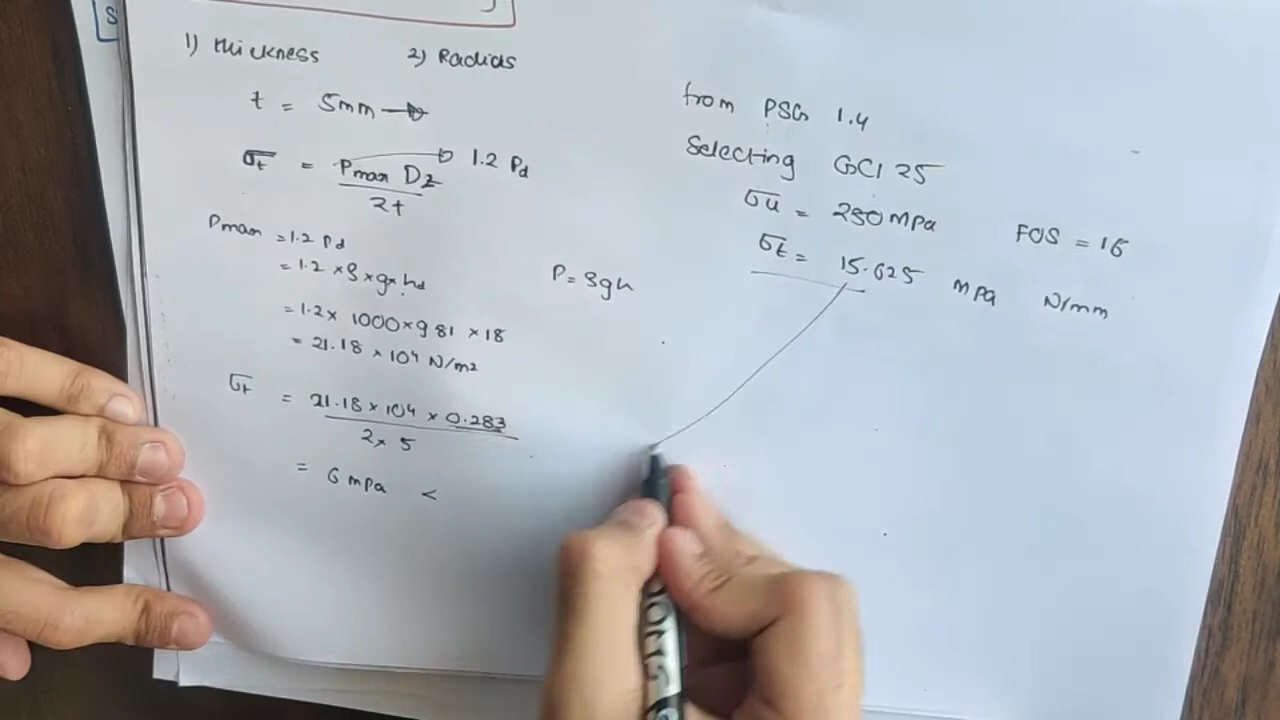 1) thickness 2) Radius
t = 5mm →
σt = Pmax D2 → 1.2 Pd
2t
Pmax = 1.2 Pd
= 1.2 × ρ × g × hd
P = ρgh
= 1.2 × 1000 × 9.81 × 18
= 21.18 × 10⁴ N/m²
σt = 21.18 × 10⁴ × 0.283
2 × 5
= 6 mpa <
from PSG 1.4
Selecting GCI 25
σu = 250 MPa FOS = 16
σt = 15.625 MPa N/mm